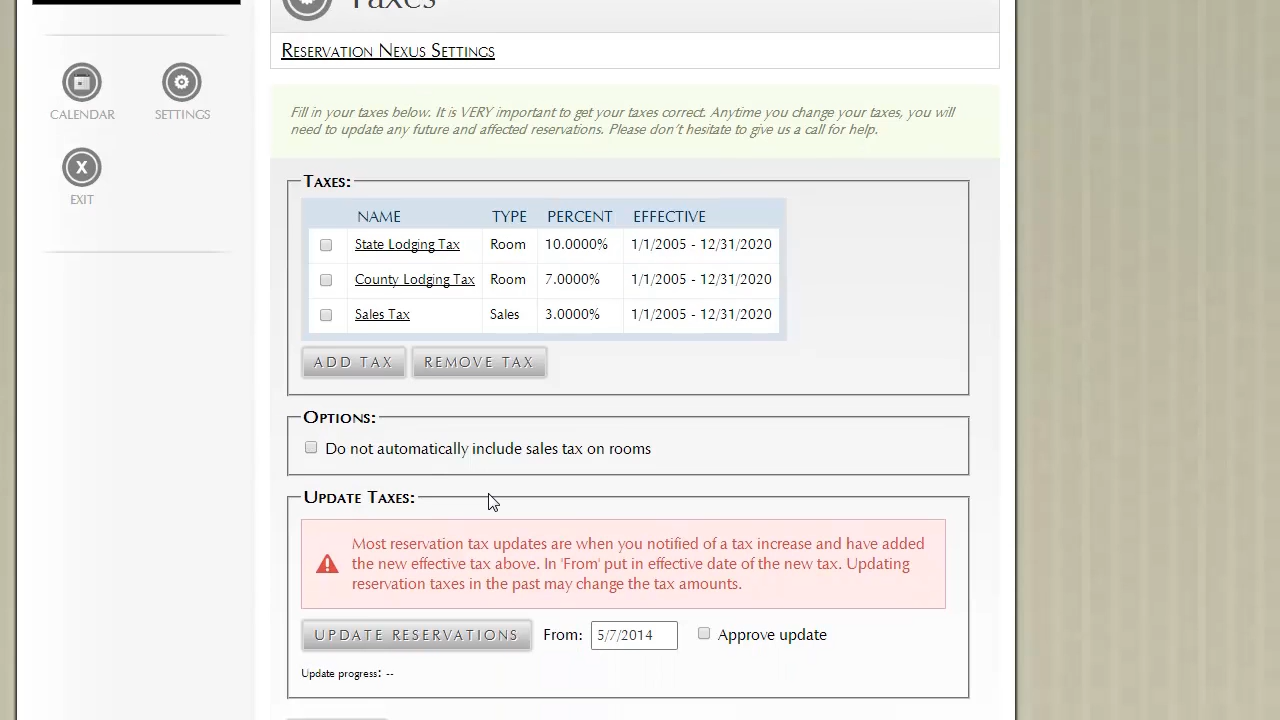 Taxes
Reservation Nexus Settings
CALENDAR
SETTINGS
X
EXIT
Fill in your taxes below. It is VERY important to get your taxes correct. Anytime you change your taxes, you will
need to update any future and affected reservations. Please don't hesitate to give us a call for help.
Taxes:
NAME TYPE PERCENT EFFECTIVE
State Lodging Tax Room 10.0000% 1/1/2005 - 12/31/2020
County Lodging Tax Room 7.0000% 1/1/2005 - 12/31/2020
Sales Tax Sales 3.0000% 1/1/2005 - 12/31/2020
ADD TAX REMOVE TAX
Options:
Do not automatically include sales tax on rooms
Update Taxes:
Most reservation tax updates are when you notified of a tax increase and have added
the new effective tax above. In 'From' put in effective date of the new tax. Updating
reservation taxes in the past may change the tax amounts.
UPDATE RESERVATIONS From: 5/7/2014 Approve update
Update progress: --